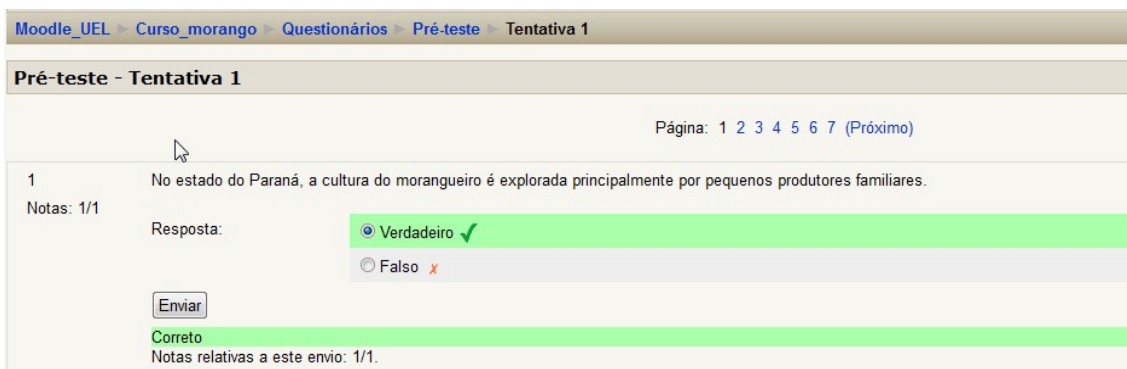 Moodle_UEL ► Curso_morango ► Questionários ► Pré-teste ► Tentativa 1
Pré-teste - Tentativa 1
Página: 1 2 3 4 5 6 7 (Próximo)
1
No estado do Paraná, a cultura do morangueiro é explorada principalmente por pequenos produtores familiares.
Notas: 1/1
Resposta:
Verdadeiro ✓
Falso ✗
Enviar
Correto
Notas relativas a este envio: 1/1.